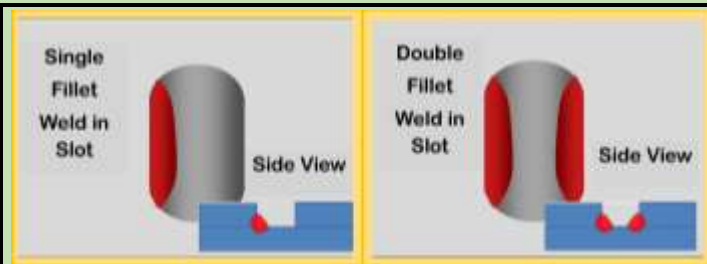 Single
Fillet
Weld in
Slot
Side View
Double
Fillet
Weld in
Slot
Side View